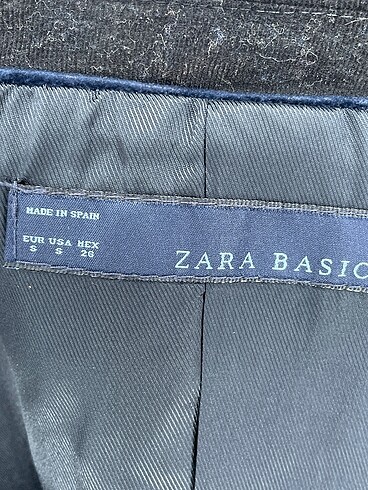 MADE IN SPAIN
EUR USA MEX
S S 26
ZARA BASIC